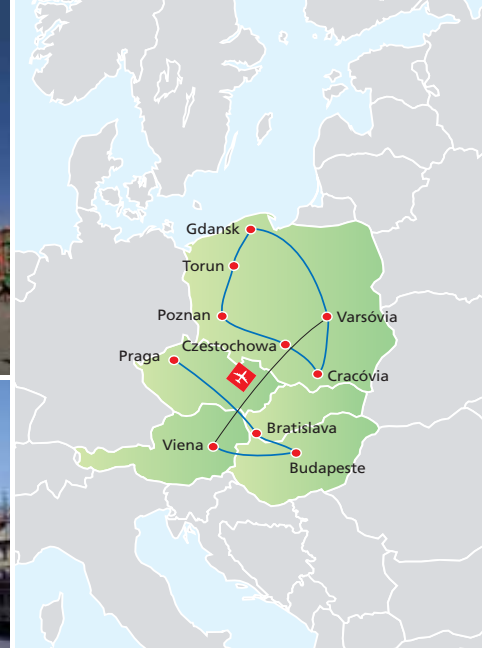 Gdansk
Torun
Poznan
Varsóvia
Czestochowa
Praga
Cracóvia
Bratislava
Viena
Budapeste